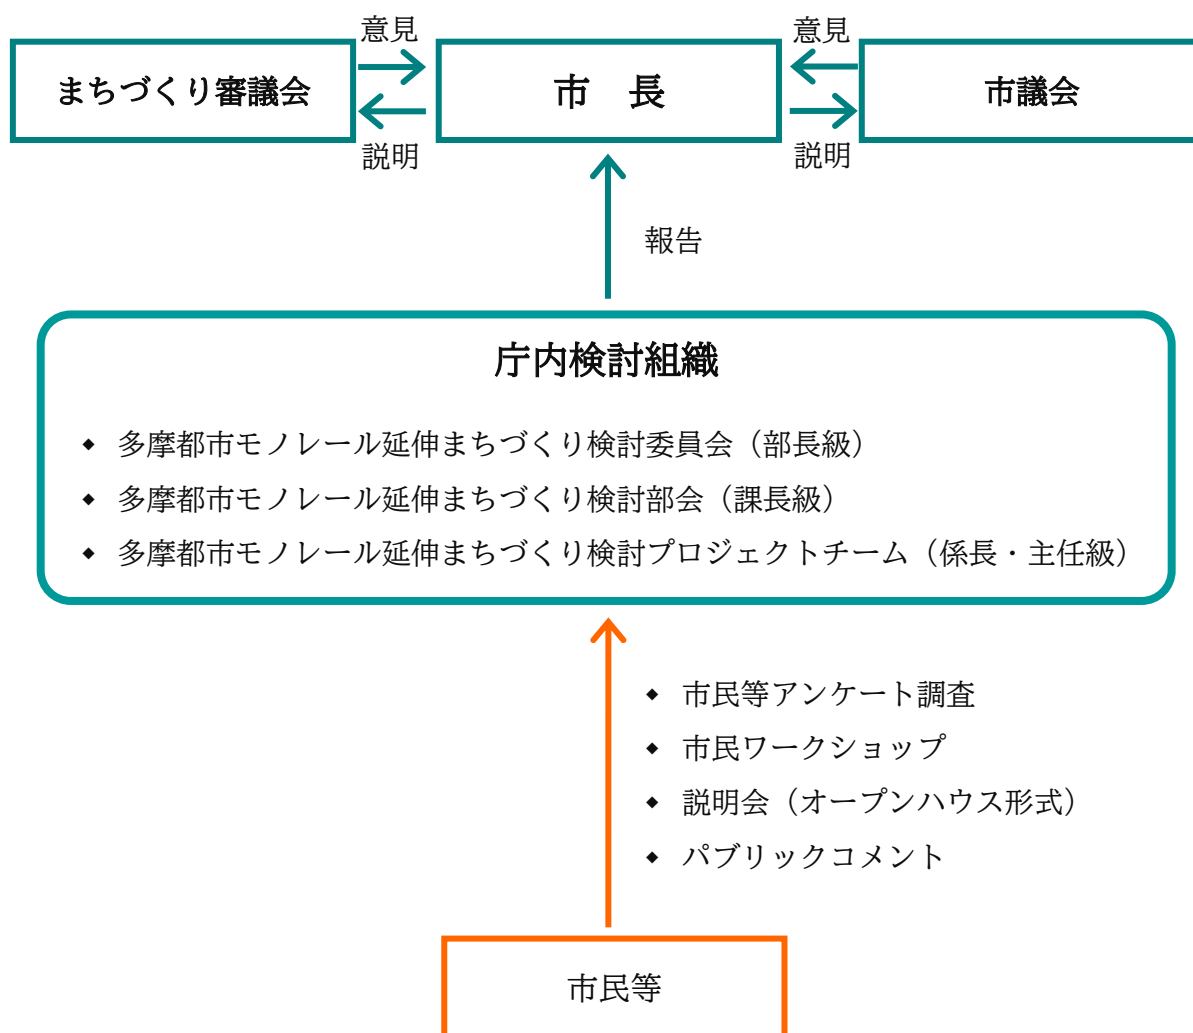 意見
意見
まちづくり審議会
市　長
市議会
説明
説明
報告
庁内検討組織
◆ 多摩都市モノレール延伸まちづくり検討委員会（部長級）
◆ 多摩都市モノレール延伸まちづくり検討部会（課長級）
◆ 多摩都市モノレール延伸まちづくり検討プロジェクトチーム（係長・主任級）
◆ 市民等アンケート調査
◆ 市民ワークショップ
◆ 説明会（オープンハウス形式）
◆ パブリックコメント
市民等